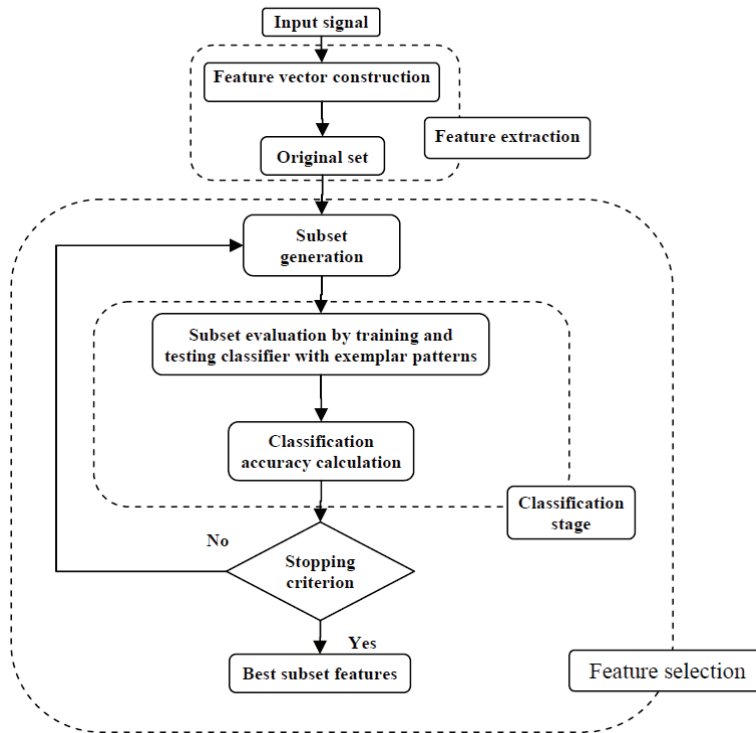 Input signal
Feature vector construction
Feature extraction
Original set
Subset
generation
Subset evaluation by training and
testing classifier with exemplar patterns
Classification
accuracy calculation
Classification
stage
No
Stopping
criterion
Yes
Best subset features
Feature selection